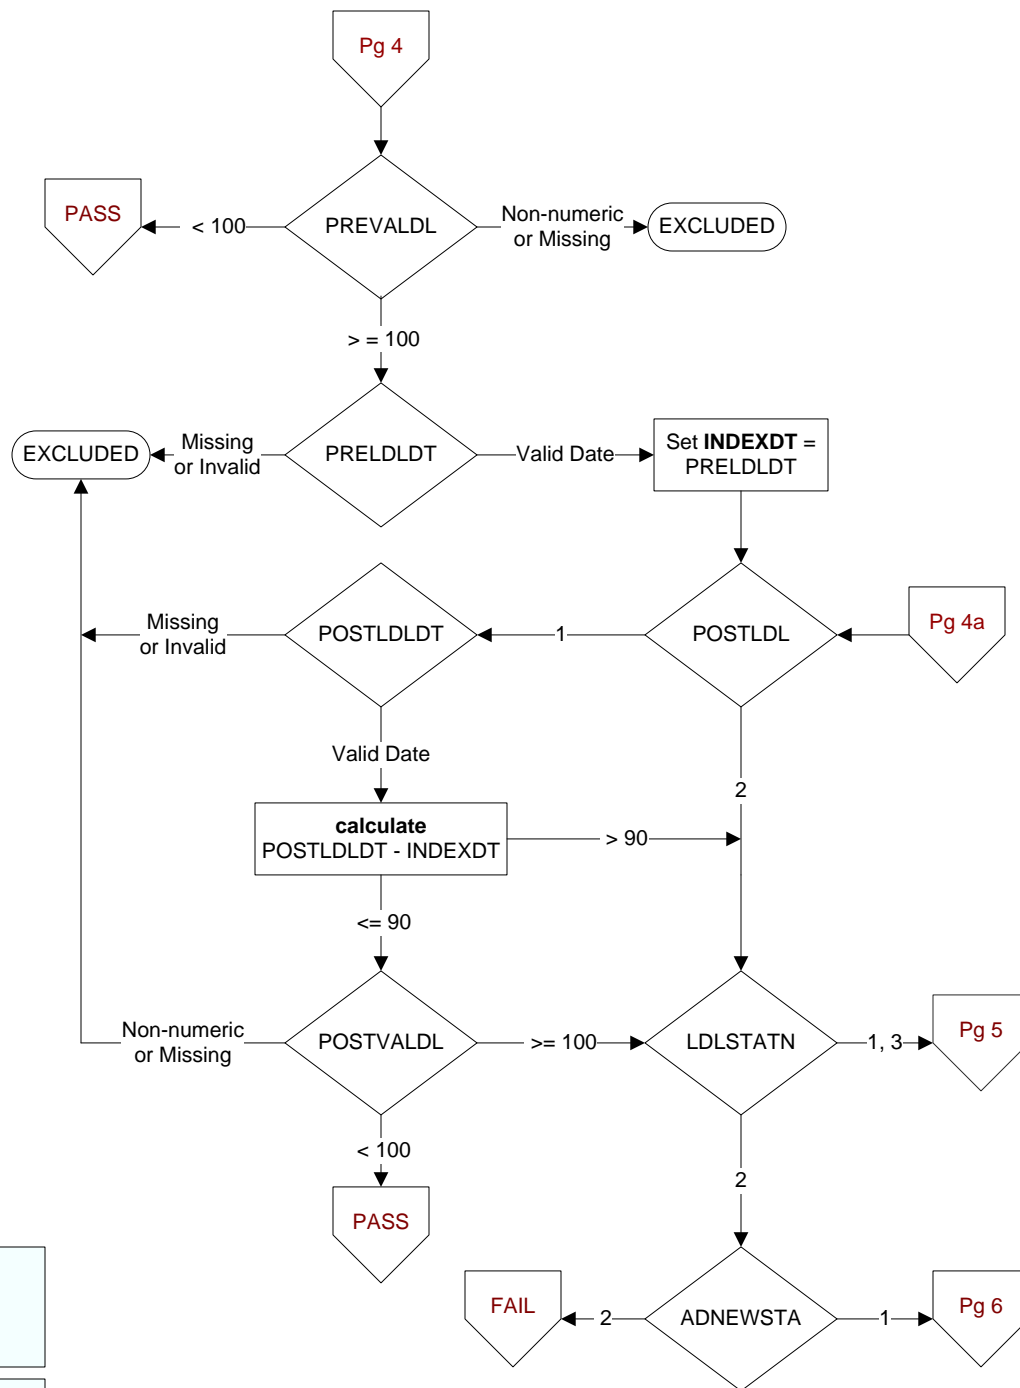 Pg 4
PASS
< 100
PREVALDL
Non-numeric
or Missing
EXCLUDED
> = 100
EXCLUDED
Missing
or Invalid
PRELDLDT
Valid Date
Set INDEXDT =
PRELDLDT
Missing
or Invalid
POSTLDLDT
1
POSTLDL
Pg 4a
Valid Date
2
calculate
POSTLDLDT - INDEXDT
> 90
<= 90
Non-numeric
or Missing
POSTVALDL
>= 100
LDLSTATN
1, 3
Pg 5
< 100
2
PASS
FAIL
2
ADNEWSTA
1
Pg 6